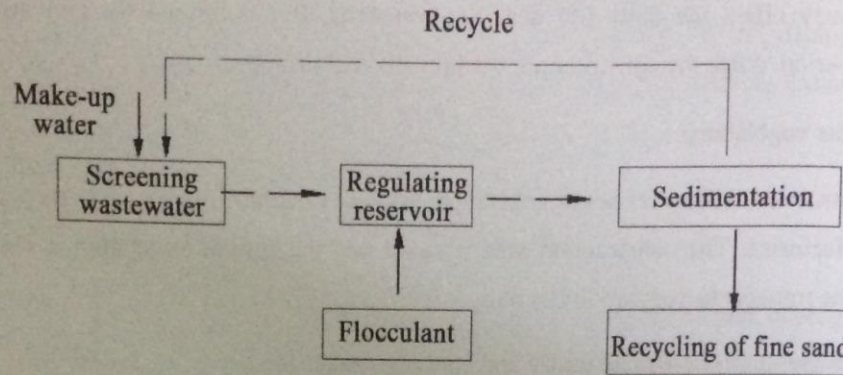 Recycle
Make-up
water
Screening
wastewater
Regulating
reservoir
Sedimentation
Flocculant
Recycling of fine sand